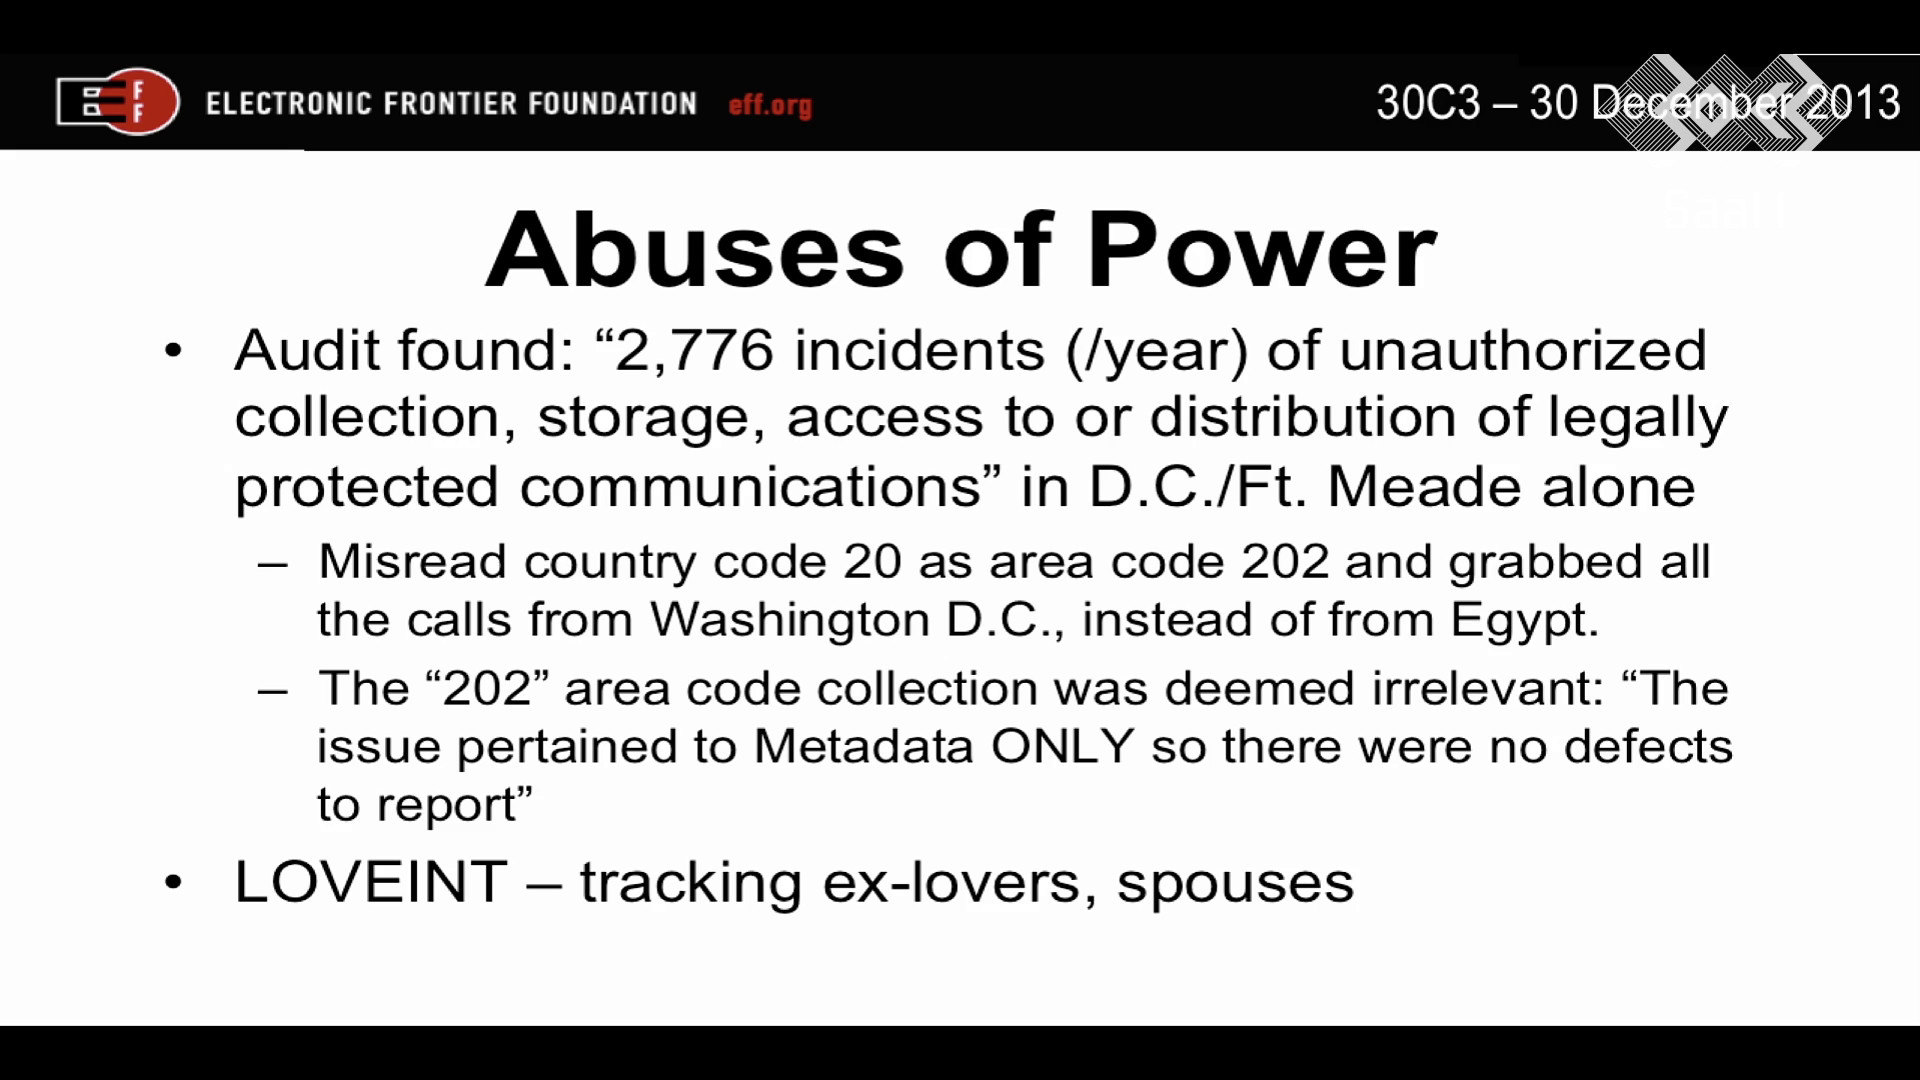 EFF ELECTRONIC FRONTIER FOUNDATION eff.org
30C3 – 30 December 2013
Saal 1
Abuses of Power
• Audit found: “2,776 incidents (/year) of unauthorized
collection, storage, access to or distribution of legally
protected communications” in D.C./Ft. Meade alone
– Misread country code 20 as area code 202 and grabbed all
the calls from Washington D.C., instead of from Egypt.
– The “202” area code collection was deemed irrelevant: “The
issue pertained to Metadata ONLY so there were no defects
to report”
• LOVEINT – tracking ex-lovers, spouses